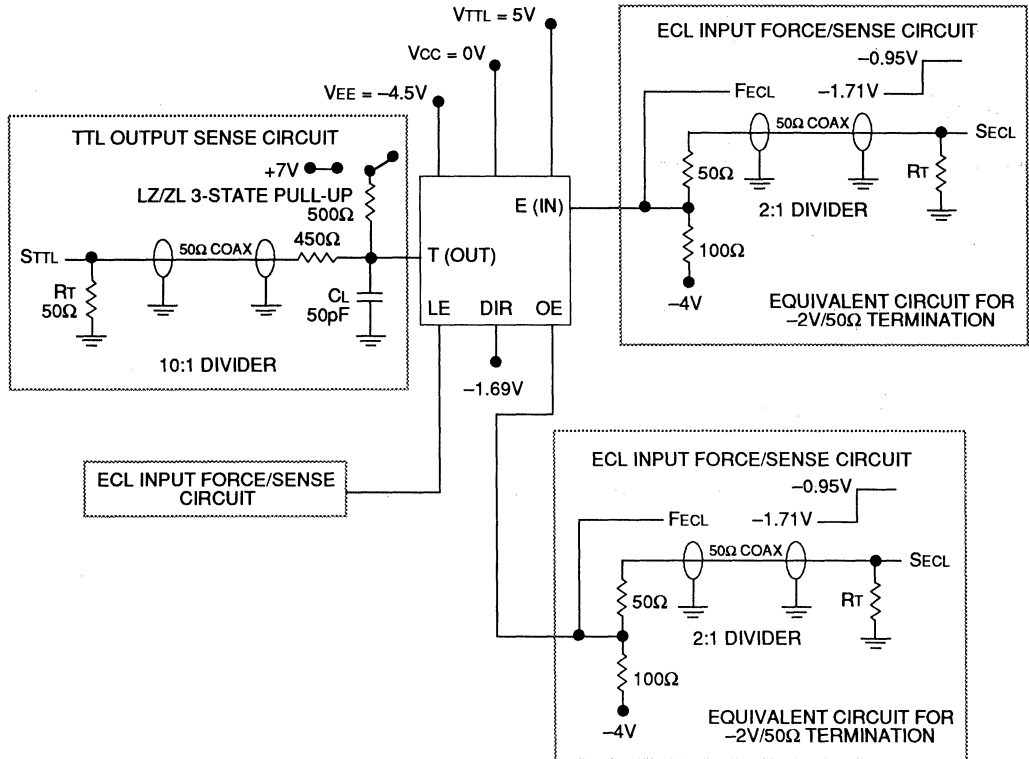 VTTL = 5V
VCC = 0V
VEE = –4.5V
TTL OUTPUT SENSE CIRCUIT
+7V
LZ/ZL 3-STATE PULL-UP
500Ω
450Ω
STTL
50Ω COAX
RT
50Ω
CL
50pF
10:1 DIVIDER
E (IN)
T (OUT)
LE
DIR
OE
–1.69V
ECL INPUT FORCE/SENSE CIRCUIT
–0.95V
FECL
–1.71V
50Ω COAX
SECL
50Ω
RT
2:1 DIVIDER
100Ω
–4V
EQUIVALENT CIRCUIT FOR
–2V/50Ω TERMINATION
ECL INPUT FORCE/SENSE
CIRCUIT
ECL INPUT FORCE/SENSE CIRCUIT
–0.95V
FECL
–1.71V
50Ω COAX
SECL
50Ω
RT
2:1 DIVIDER
100Ω
–4V
EQUIVALENT CIRCUIT FOR
–2V/50Ω TERMINATION